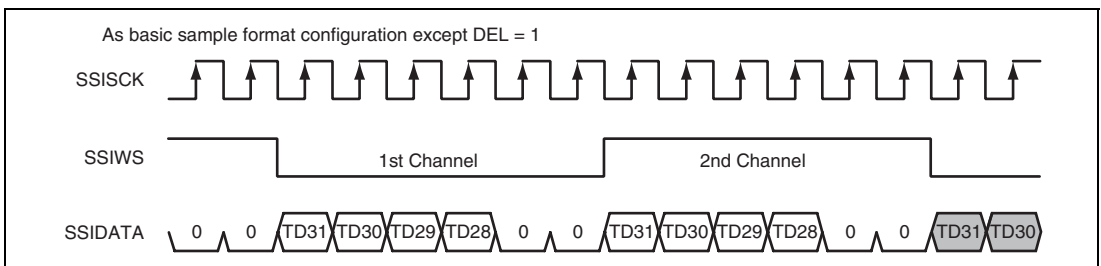 As basic sample format configuration except DEL = 1
SSISCK
SSIWS 1st Channel 2nd Channel
SSIDATA 0 0 TD31 TD30 TD29 TD28 0 0 TD31 TD30 TD29 TD28 0 0 TD31 TD30